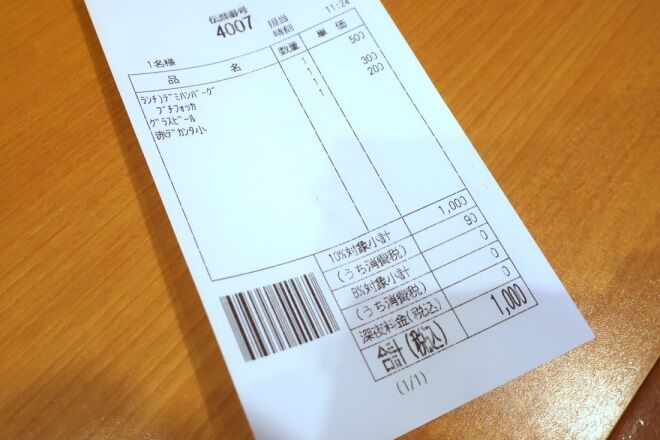 伝票番号 担当
4007 時刻 11:24
1名様
品 名 数量 単価
ランチ)デミハンバーグ 1 500
プチフォッカ 1
グラスビール 1 300
赤デカンタ小 1 200
10%対象小計 1,000
(うち消費税) 90
8%対象小計 0
(うち消費税) 0
深夜料金(税込) 0
合計(税込) 1,000
(1/1)